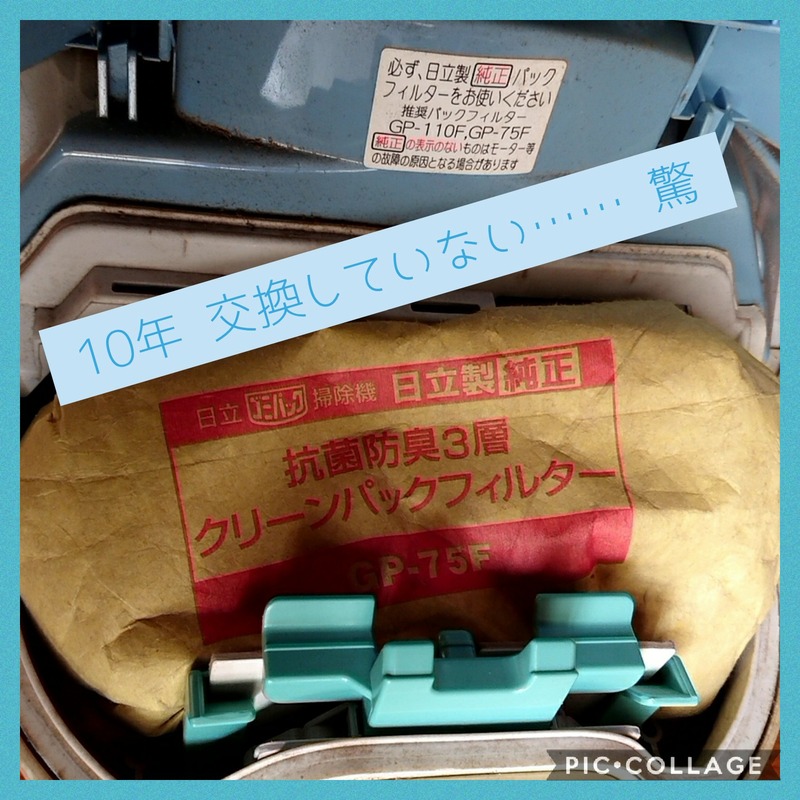 必ず、日立製純正パック
フィルターをお使いください
推奨パックフィルター
GP-110F,GP-75F
純正の表示のないものはモーター等
の故障の原因となる場合があります
10年 交換していない…… 驚
日立 ゴミパック 掃除機 日立製純正
抗菌防臭3層
クリーンパックフィルター
GP-75F
PIC•COLLAGE